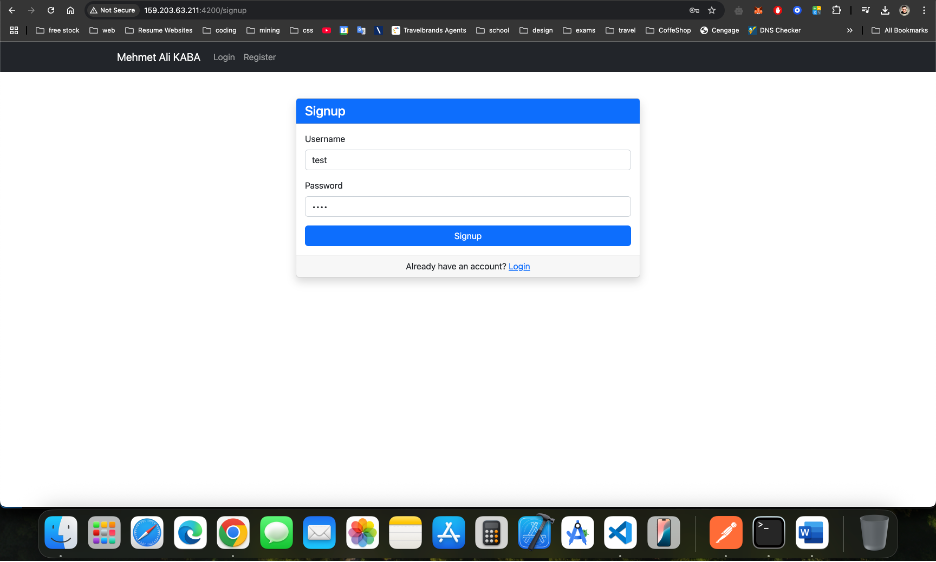 Not Secure 159.203.63.211:4200/signup
free stock web Resume Websites coding mining css Travelbrands Agents school design exams travel CoffeShop Cengage DNS Checker » All Bookmarks
Mehmet Ali KABA Login Register
Signup
Username
test
Password
••••
Signup
Already have an account? Login